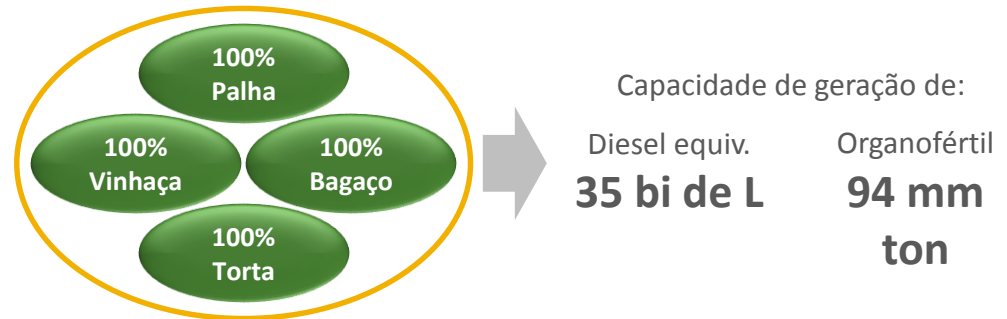 100%
Palha
100%
Vinhaça
100%
Bagaço
100%
Torta
Capacidade de geração de:
Diesel equiv.
35 bi de L
Organofértil
94 mm
ton